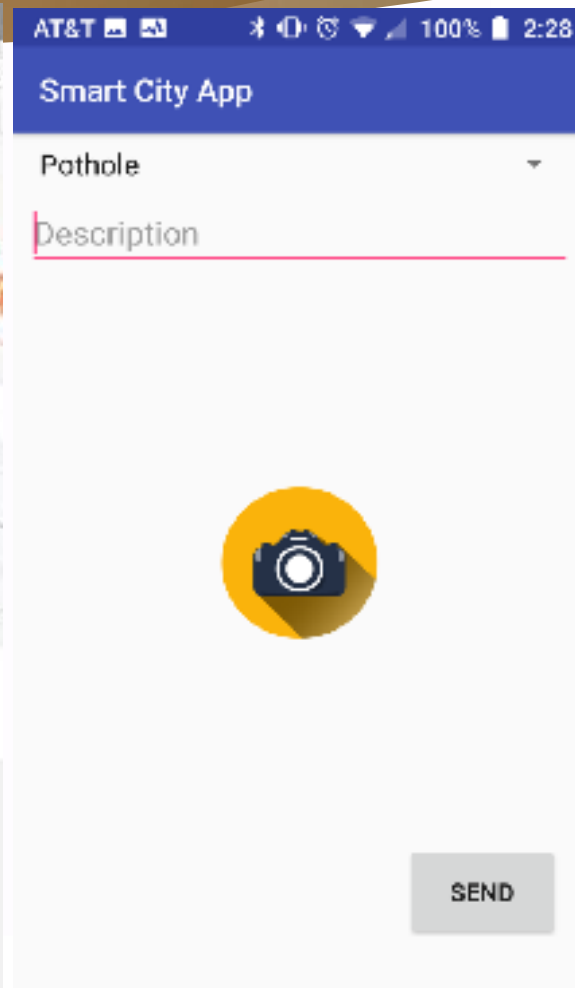 AT&T 100% 2:28
Smart City App
Pothole
Description
SEND